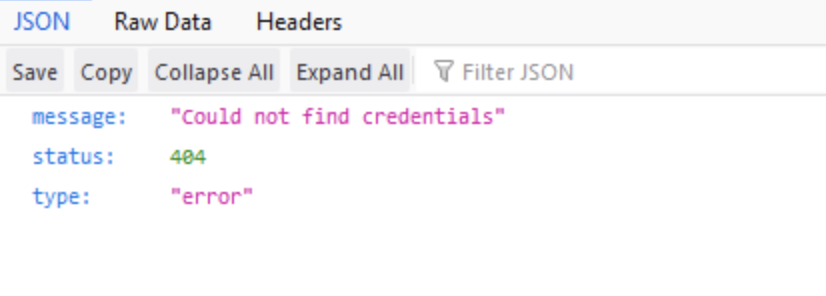 JSON Raw Data Headers
Save Copy Collapse All Expand All Filter JSON
message: "Could not find credentials"
status: 404
type: "error"